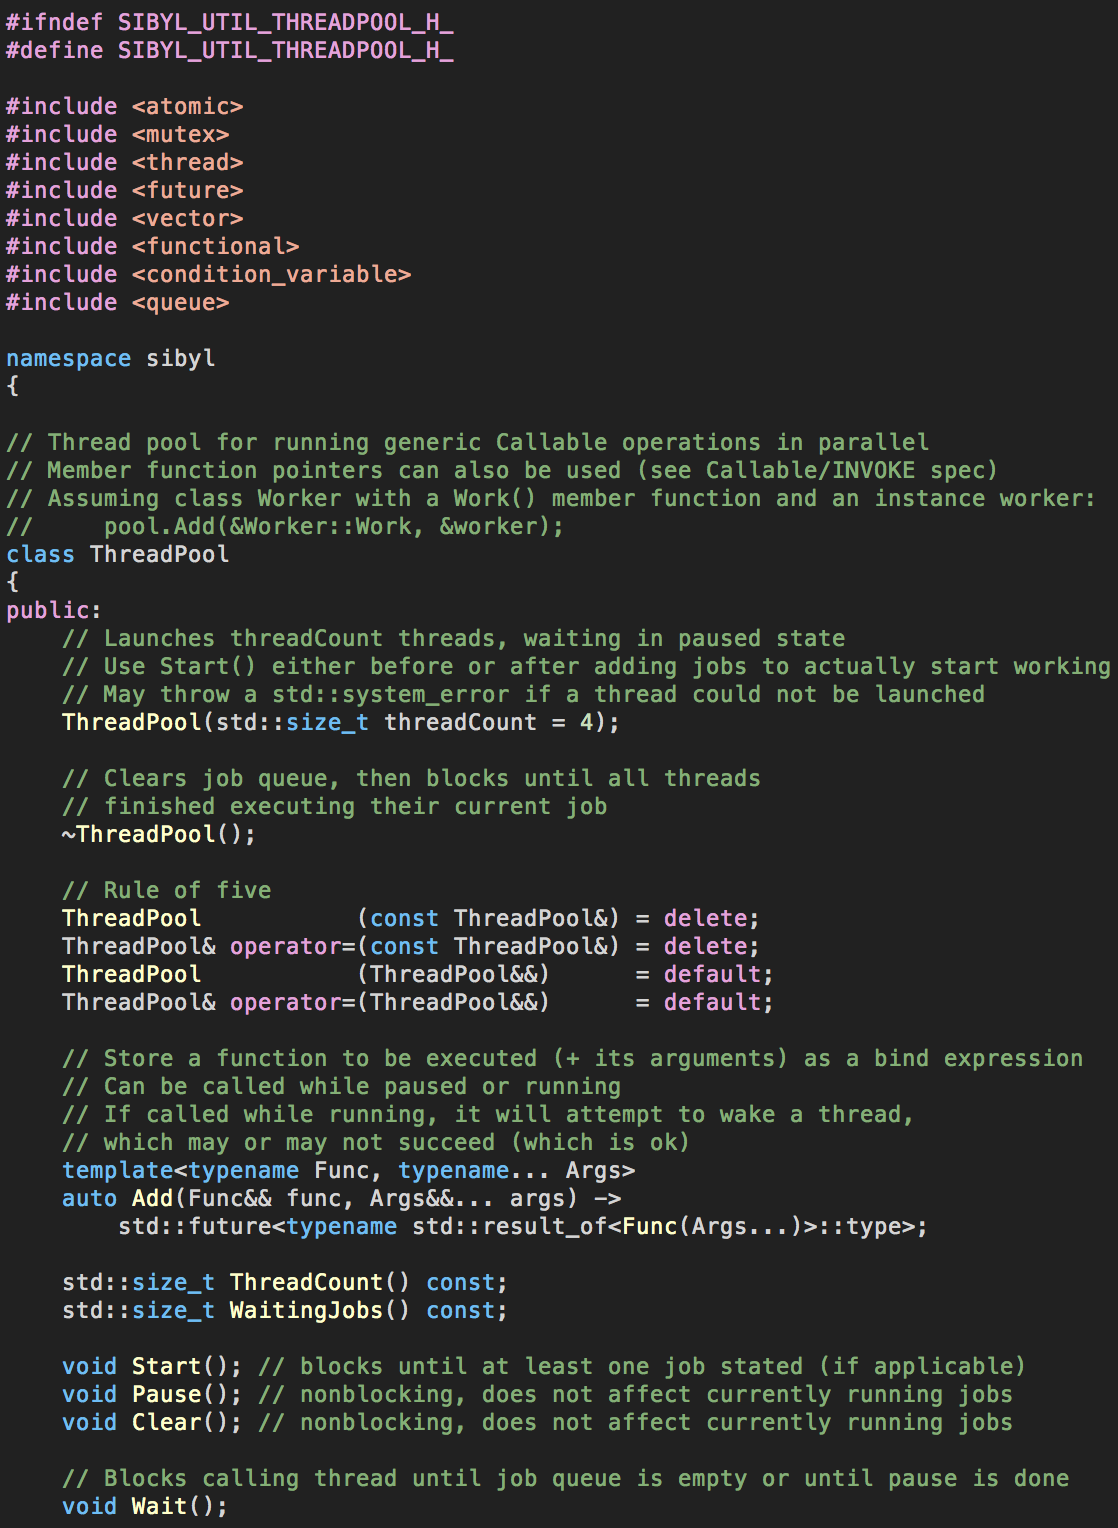 #ifndef SIBYL_UTIL_THREADPOOL_H_
#define SIBYL_UTIL_THREADPOOL_H_

#include <atomic>
#include <mutex>
#include <thread>
#include <future>
#include <vector>
#include <functional>
#include <condition_variable>
#include <queue>

namespace sibyl
{

// Thread pool for running generic Callable operations in parallel
// Member function pointers can also be used (see Callable/INVOKE spec)
// Assuming class Worker with a Work() member function and an instance worker:
//     pool.Add(&Worker::Work, &worker);
class ThreadPool
{
public:
    // Launches threadCount threads, waiting in paused state
    // Use Start() either before or after adding jobs to actually start working
    // May throw a std::system_error if a thread could not be launched
    ThreadPool(std::size_t threadCount = 4);

    // Clears job queue, then blocks until all threads
    // finished executing their current job
    ~ThreadPool();

    // Rule of five
    ThreadPool           (const ThreadPool&) = delete;
    ThreadPool& operator=(const ThreadPool&) = delete;
    ThreadPool           (ThreadPool&&)      = default;
    ThreadPool& operator=(ThreadPool&&)      = default;

    // Store a function to be executed (+ its arguments) as a bind expression
    // Can be called while paused or running
    // If called while running, it will attempt to wake a thread,
    // which may or may not succeed (which is ok)
    template<typename Func, typename... Args>
    auto Add(Func&& func, Args&&... args) ->
        std::future<typename std::result_of<Func(Args...)>::type>;

    std::size_t ThreadCount() const;
    std::size_t WaitingJobs() const;

    void Start(); // blocks until at least one job stated (if applicable)
    void Pause(); // nonblocking, does not affect currently running jobs
    void Clear(); // nonblocking, does not affect currently running jobs

    // Blocks calling thread until job queue is empty or until pause is done
    void Wait();